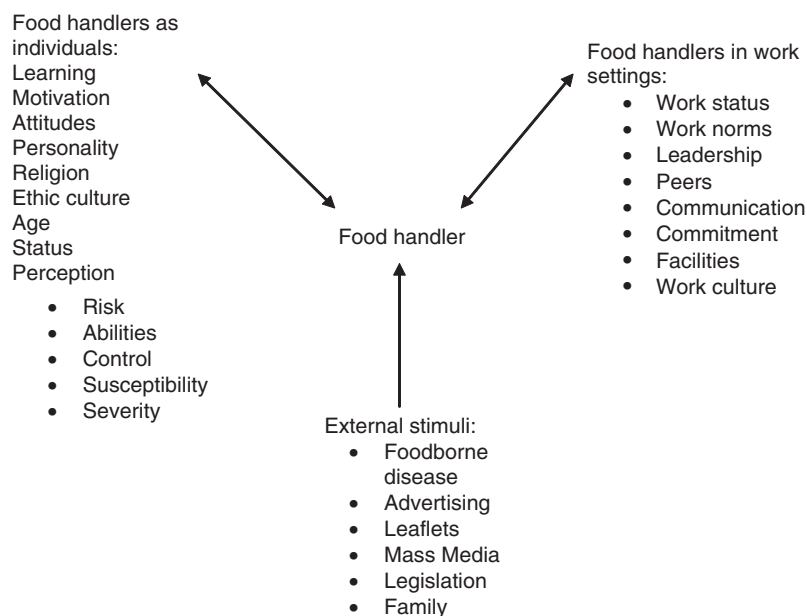 Food handlers as
individuals:
Learning
Motivation
Attitudes
Personality
Religion
Ethic culture
Age
Status
Perception
• Risk
• Abilities
• Control
• Susceptibility
• Severity
Food handlers in work
settings:
• Work status
• Work norms
• Leadership
• Peers
• Communication
• Commitment
• Facilities
• Work culture
Food handler
External stimuli:
• Foodborne
disease
• Advertising
• Leaflets
• Mass Media
• Legislation
• Family